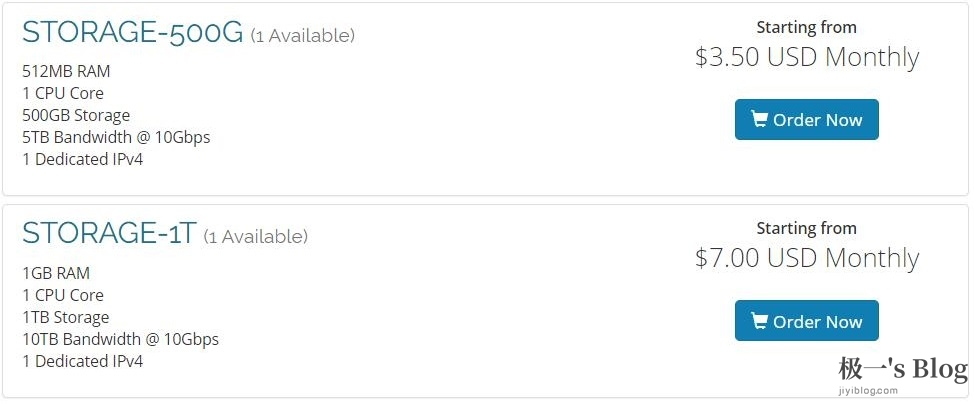 STORAGE-500G (1 Available)
512MB RAM
1 CPU Core
500GB Storage
5TB Bandwidth @ 10Gbps
1 Dedicated IPv4
Starting from
$3.50 USD Monthly
Order Now
STORAGE-1T (1 Available)
1GB RAM
1 CPU Core
1TB Storage
10TB Bandwidth @ 10Gbps
1 Dedicated IPv4
Starting from
$7.00 USD Monthly
Order Now
极一's Blog
jiyiblog.com